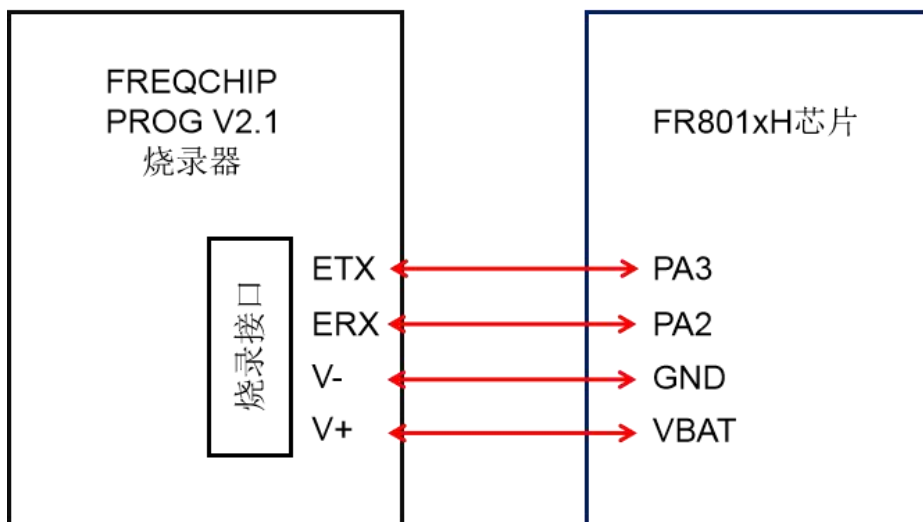 FREQCHIP
PROG V2.1
烧录器
FR801xH芯片
烧录接口
ETX
PA3
ERX
PA2
V-
GND
V+
VBAT